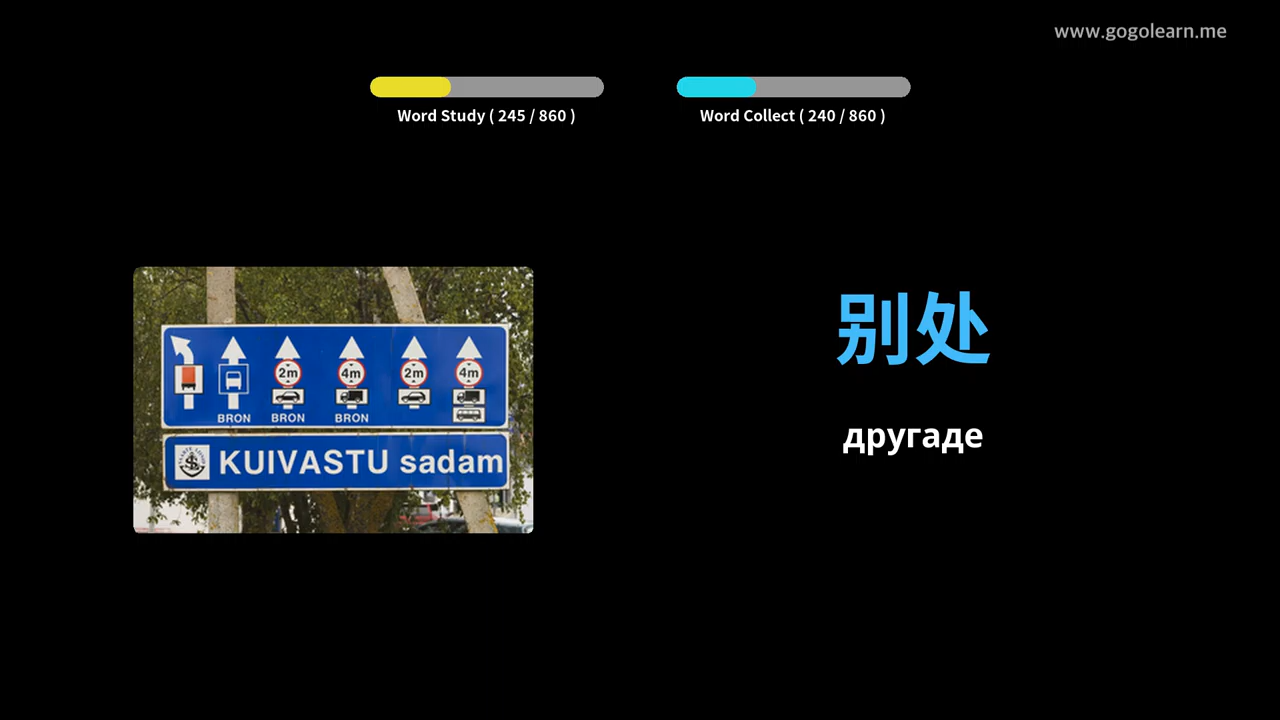 www.gogolearn.me
Word Study ( 245 / 860 )
Word Collect ( 240 / 860 )
别处
другаде
2m
4m
2m
4m
BRON
BRON
BRON
KUIVASTU sadam